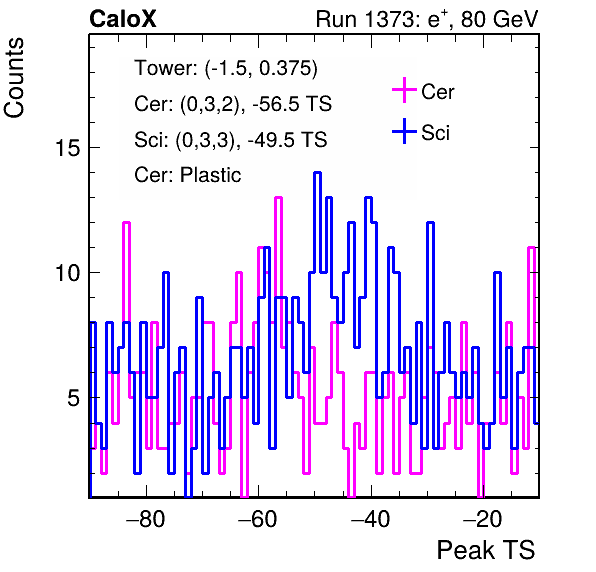 CaloX Run 1373: e⁺, 80 GeV
Counts
Tower: (-1.5, 0.375)
Cer: (0,3,2), -56.5 TS
Sci: (0,3,3), -49.5 TS
Cer: Plastic
Cer
Sci
15
10
5
−80 −60 −40 −20
Peak TS